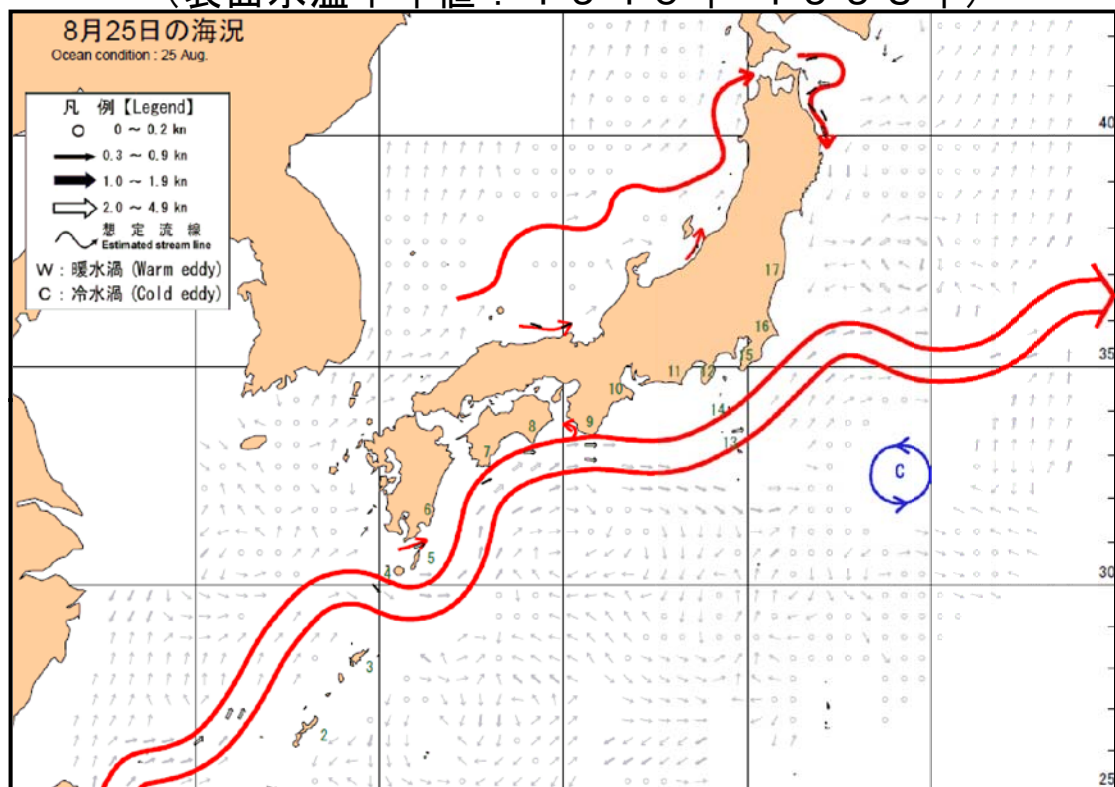 8月25日の海況
Ocean condition : 25 Aug.
凡 例【Legend】
0 ～ 0.2 kn
0.3 ～ 0.9 kn
1.0 ～ 1.9 kn
2.0 ～ 4.9 kn
想 定 流 線
Estimated stream line
W : 暖水渦 (Warm eddy)
C : 冷水渦 (Cold eddy)
40
17
16
35
15
12
11
10
14
9
8
13
7
C
6
5
4
30
3
2
25